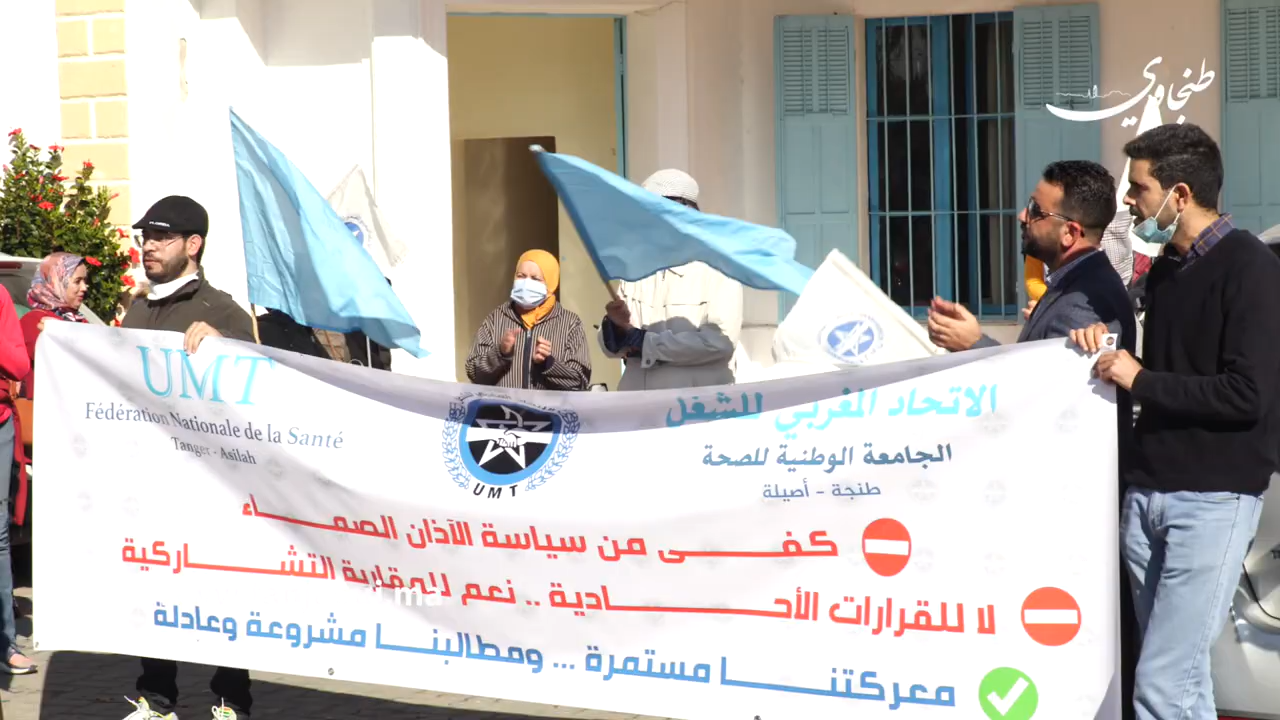 طنجاوي
UMT
Fédération Nationale de la Santé
Tanger - Asilah
UMT
الاتحاد المغربي للشغل
الجامعة الوطنية للصحة
طنجة - أصيلة
كفى من سياسة الآذان الصماء
لا للقرارات الأحادية .. نعم للمقاربة التشاركية
معركتنا مستمرة ... ومطالبنا مشروعة وعادلة